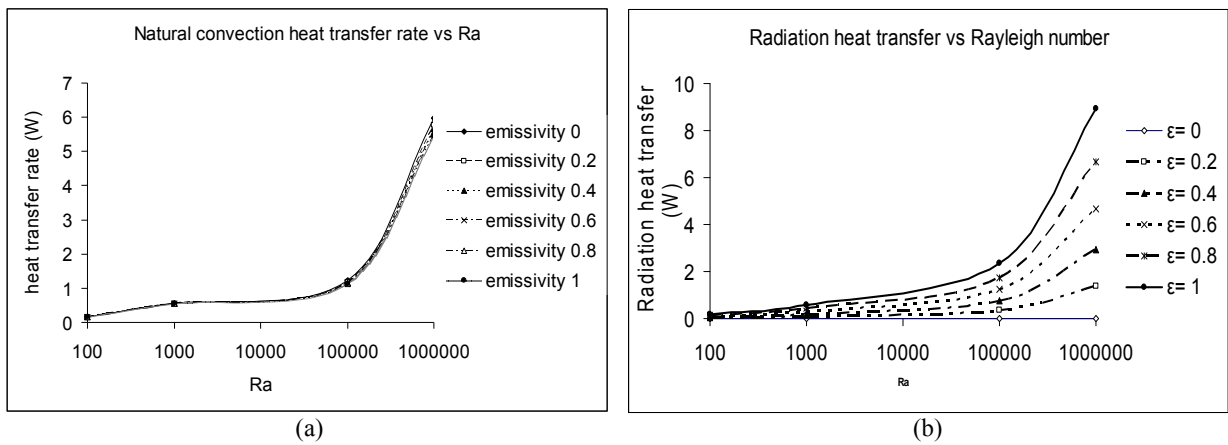 Natural convection heat transfer rate vs Ra
heat transfer rate (W)
7
6
5
4
3
2
1
0
100 1000 10000 100000 1000000
Ra
emissivity 0
emissivity 0.2
emissivity 0.4
emissivity 0.6
emissivity 0.8
emissivity 1
(a)
Radiation heat transfer vs Rayleigh number
Radiation heat transfer
(W)
10
8
6
4
2
0
100 1000 10000 100000 1000000
Ra
ε= 0
ε= 0.2
ε= 0.4
ε= 0.6
ε= 0.8
ε= 1
(b)